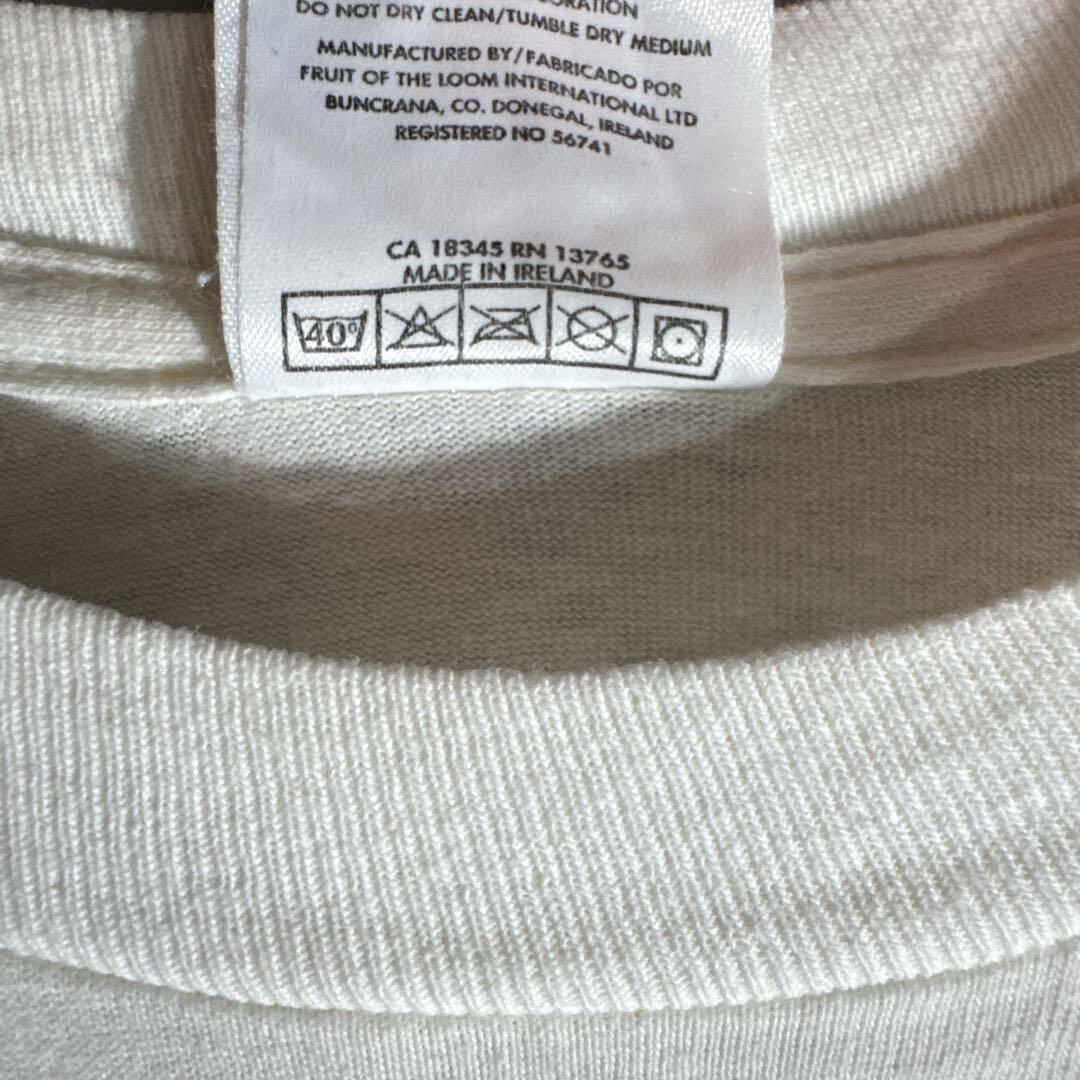 DO NOT DRY CLEAN/TUMBLE DRY MEDIUM
MANUFACTURED BY/FABRICADO POR
FRUIT OF THE LOOM INTERNATIONAL LTD
BUNCRANA, CO. DONEGAL, IRELAND
REGISTERED NO 56741
CA 18345 RN 13765
MADE IN IRELAND
40°